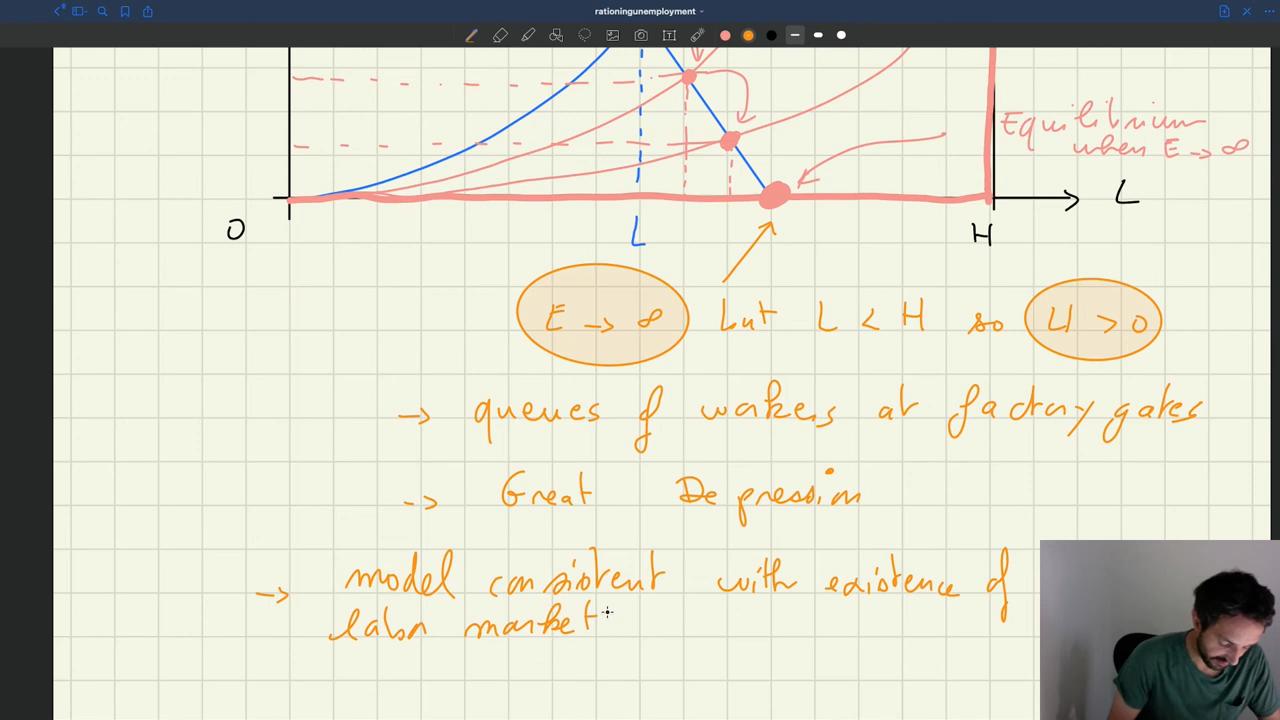 rationingunemployment
Equilibrium
when E → ∞
L
O
L
H
E → ∞ but L < H so U > 0
→ queues of workers at factory gates
→ Great Depression
→ model consistent with existence of
labor market